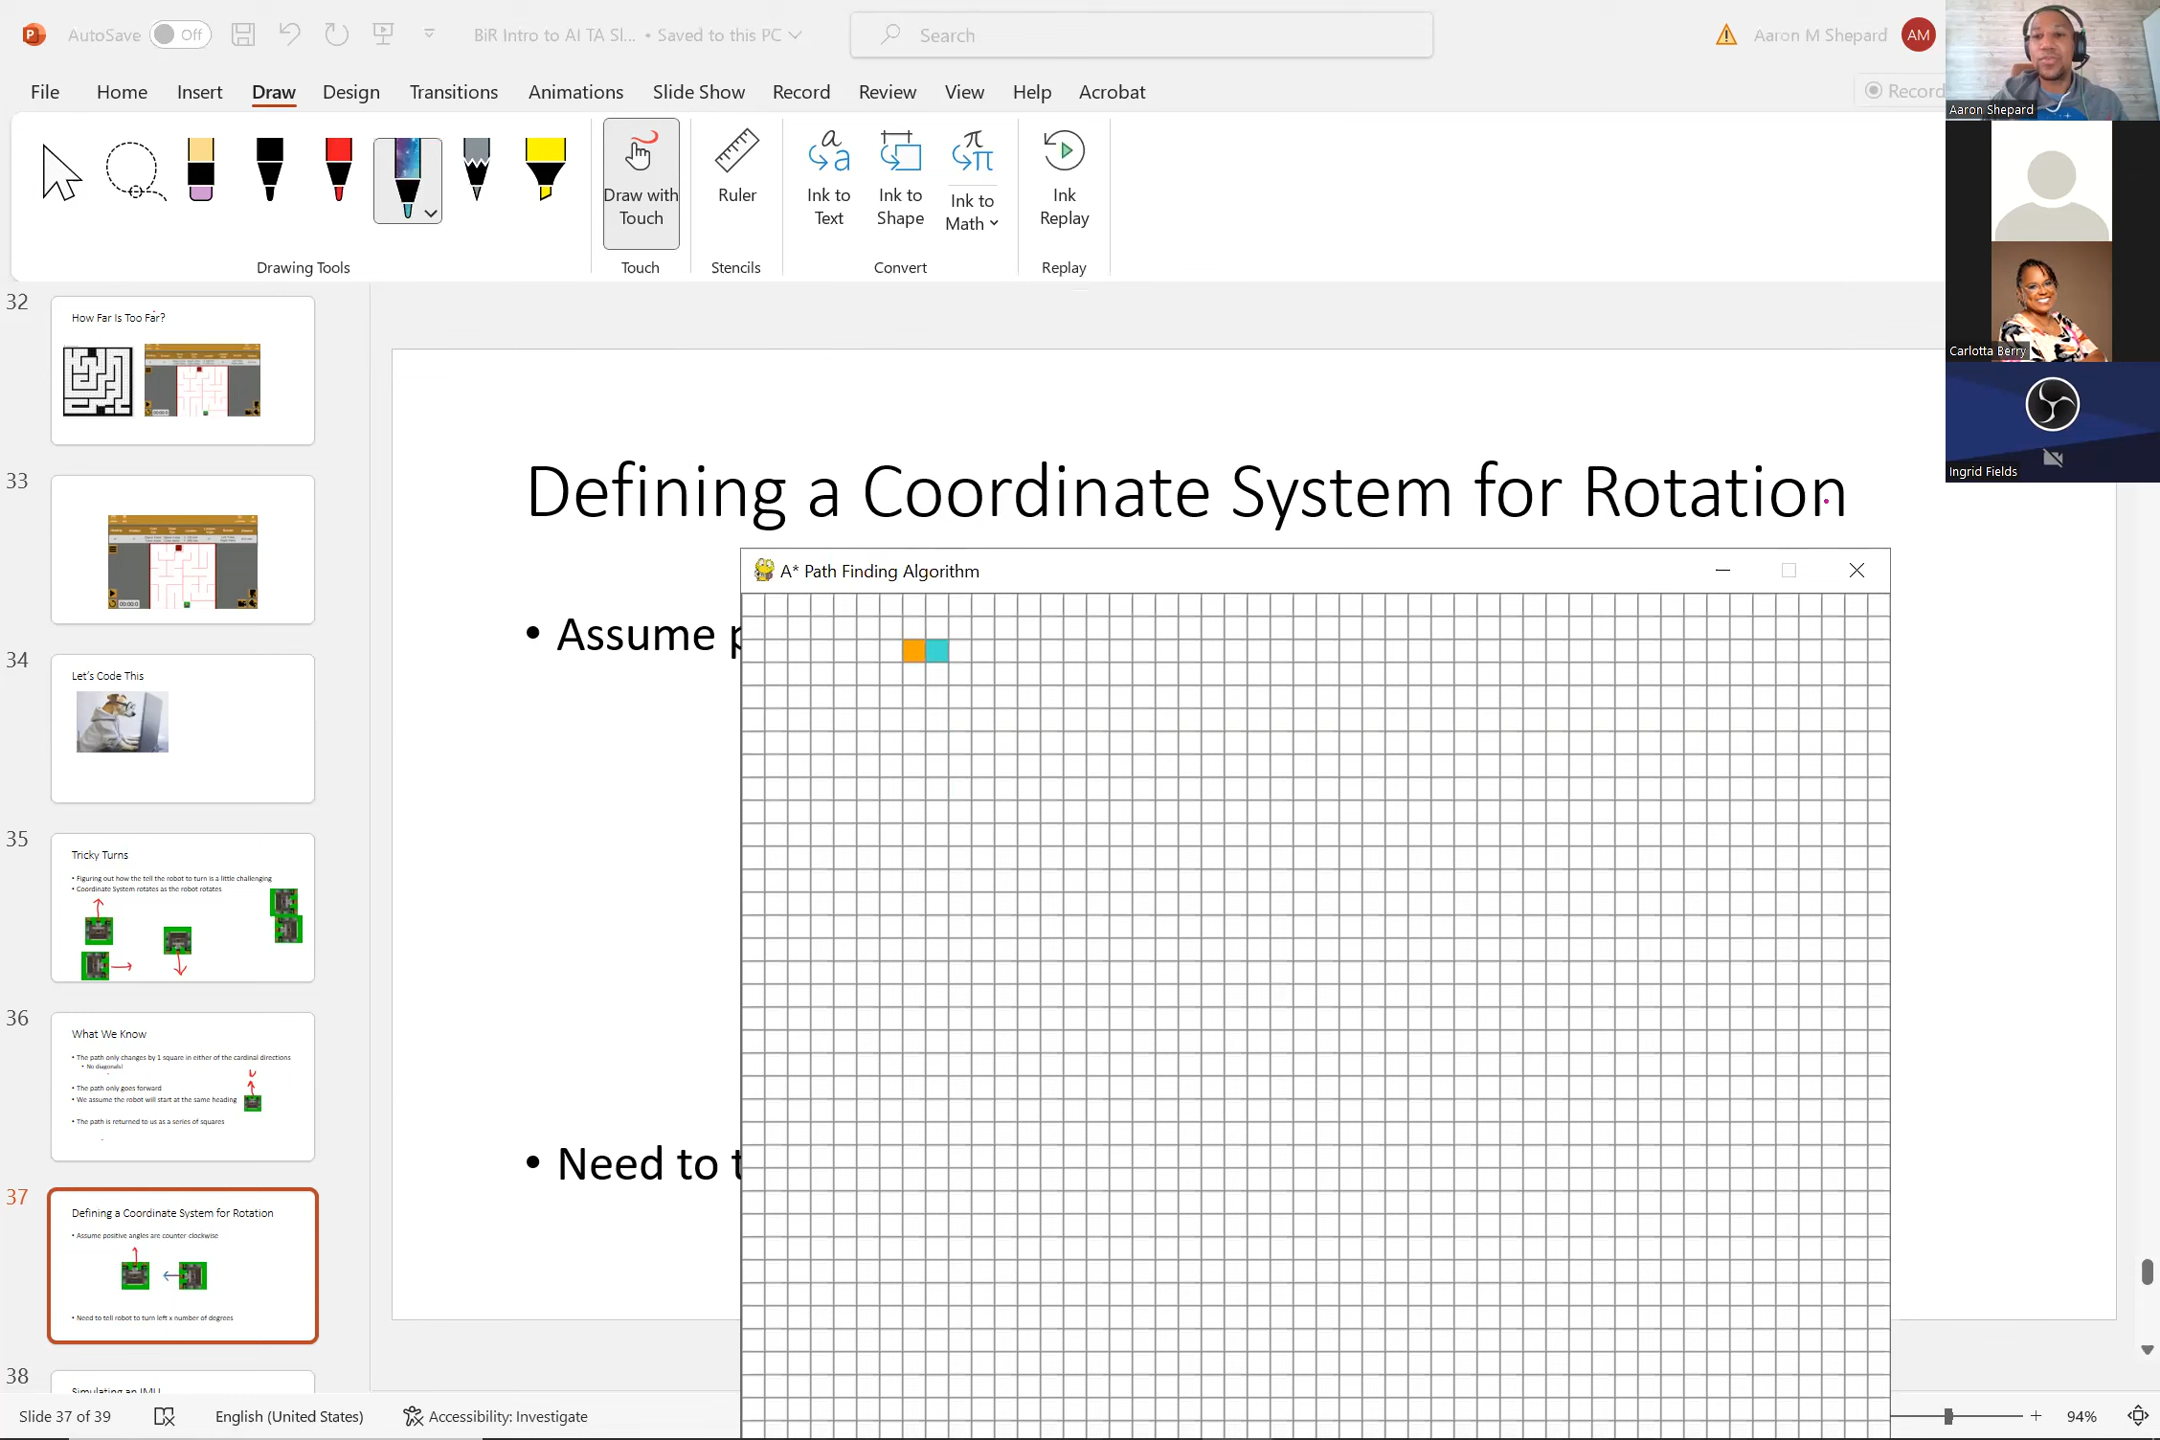 AutoSave Off BiR Intro to AI TA Sl... • Saved to this PC Search Aaron M Shepard AM
File Home Insert Draw Design Transitions Animations Slide Show Record Review View Help Acrobat Record
Draw with Touch
Ruler
Ink to Text
Ink to Shape
Ink to Math
Ink Replay
Drawing Tools Touch Stencils Convert Replay
Aaron Shepard
Carlotta Berry
Ingrid Fields
32
How Far Is Too Far?
33
34
Let's Code This
35
Tricky Turns
• Figuring out how the tell the robot to turn is a little challenging
• Coordinate System rotates as the robot rotates
36
What We Know
• The path only changes by 1 square in either of the cardinal directions
• No diagonals!
• The path only goes forward
• We assume the robot will start at the same heading
• The path is returned to us as a series of squares
37
Defining a Coordinate System for Rotation
• Assume positive angles are counter clockwise
• Need to tell robot to turn left x number of degrees
38
Simulating an IMU
Defining a Coordinate System for Rotation
• Assume p
• Need to t
A* Path Finding Algorithm
Slide 37 of 39 English (United States) Accessibility: Investigate 94%